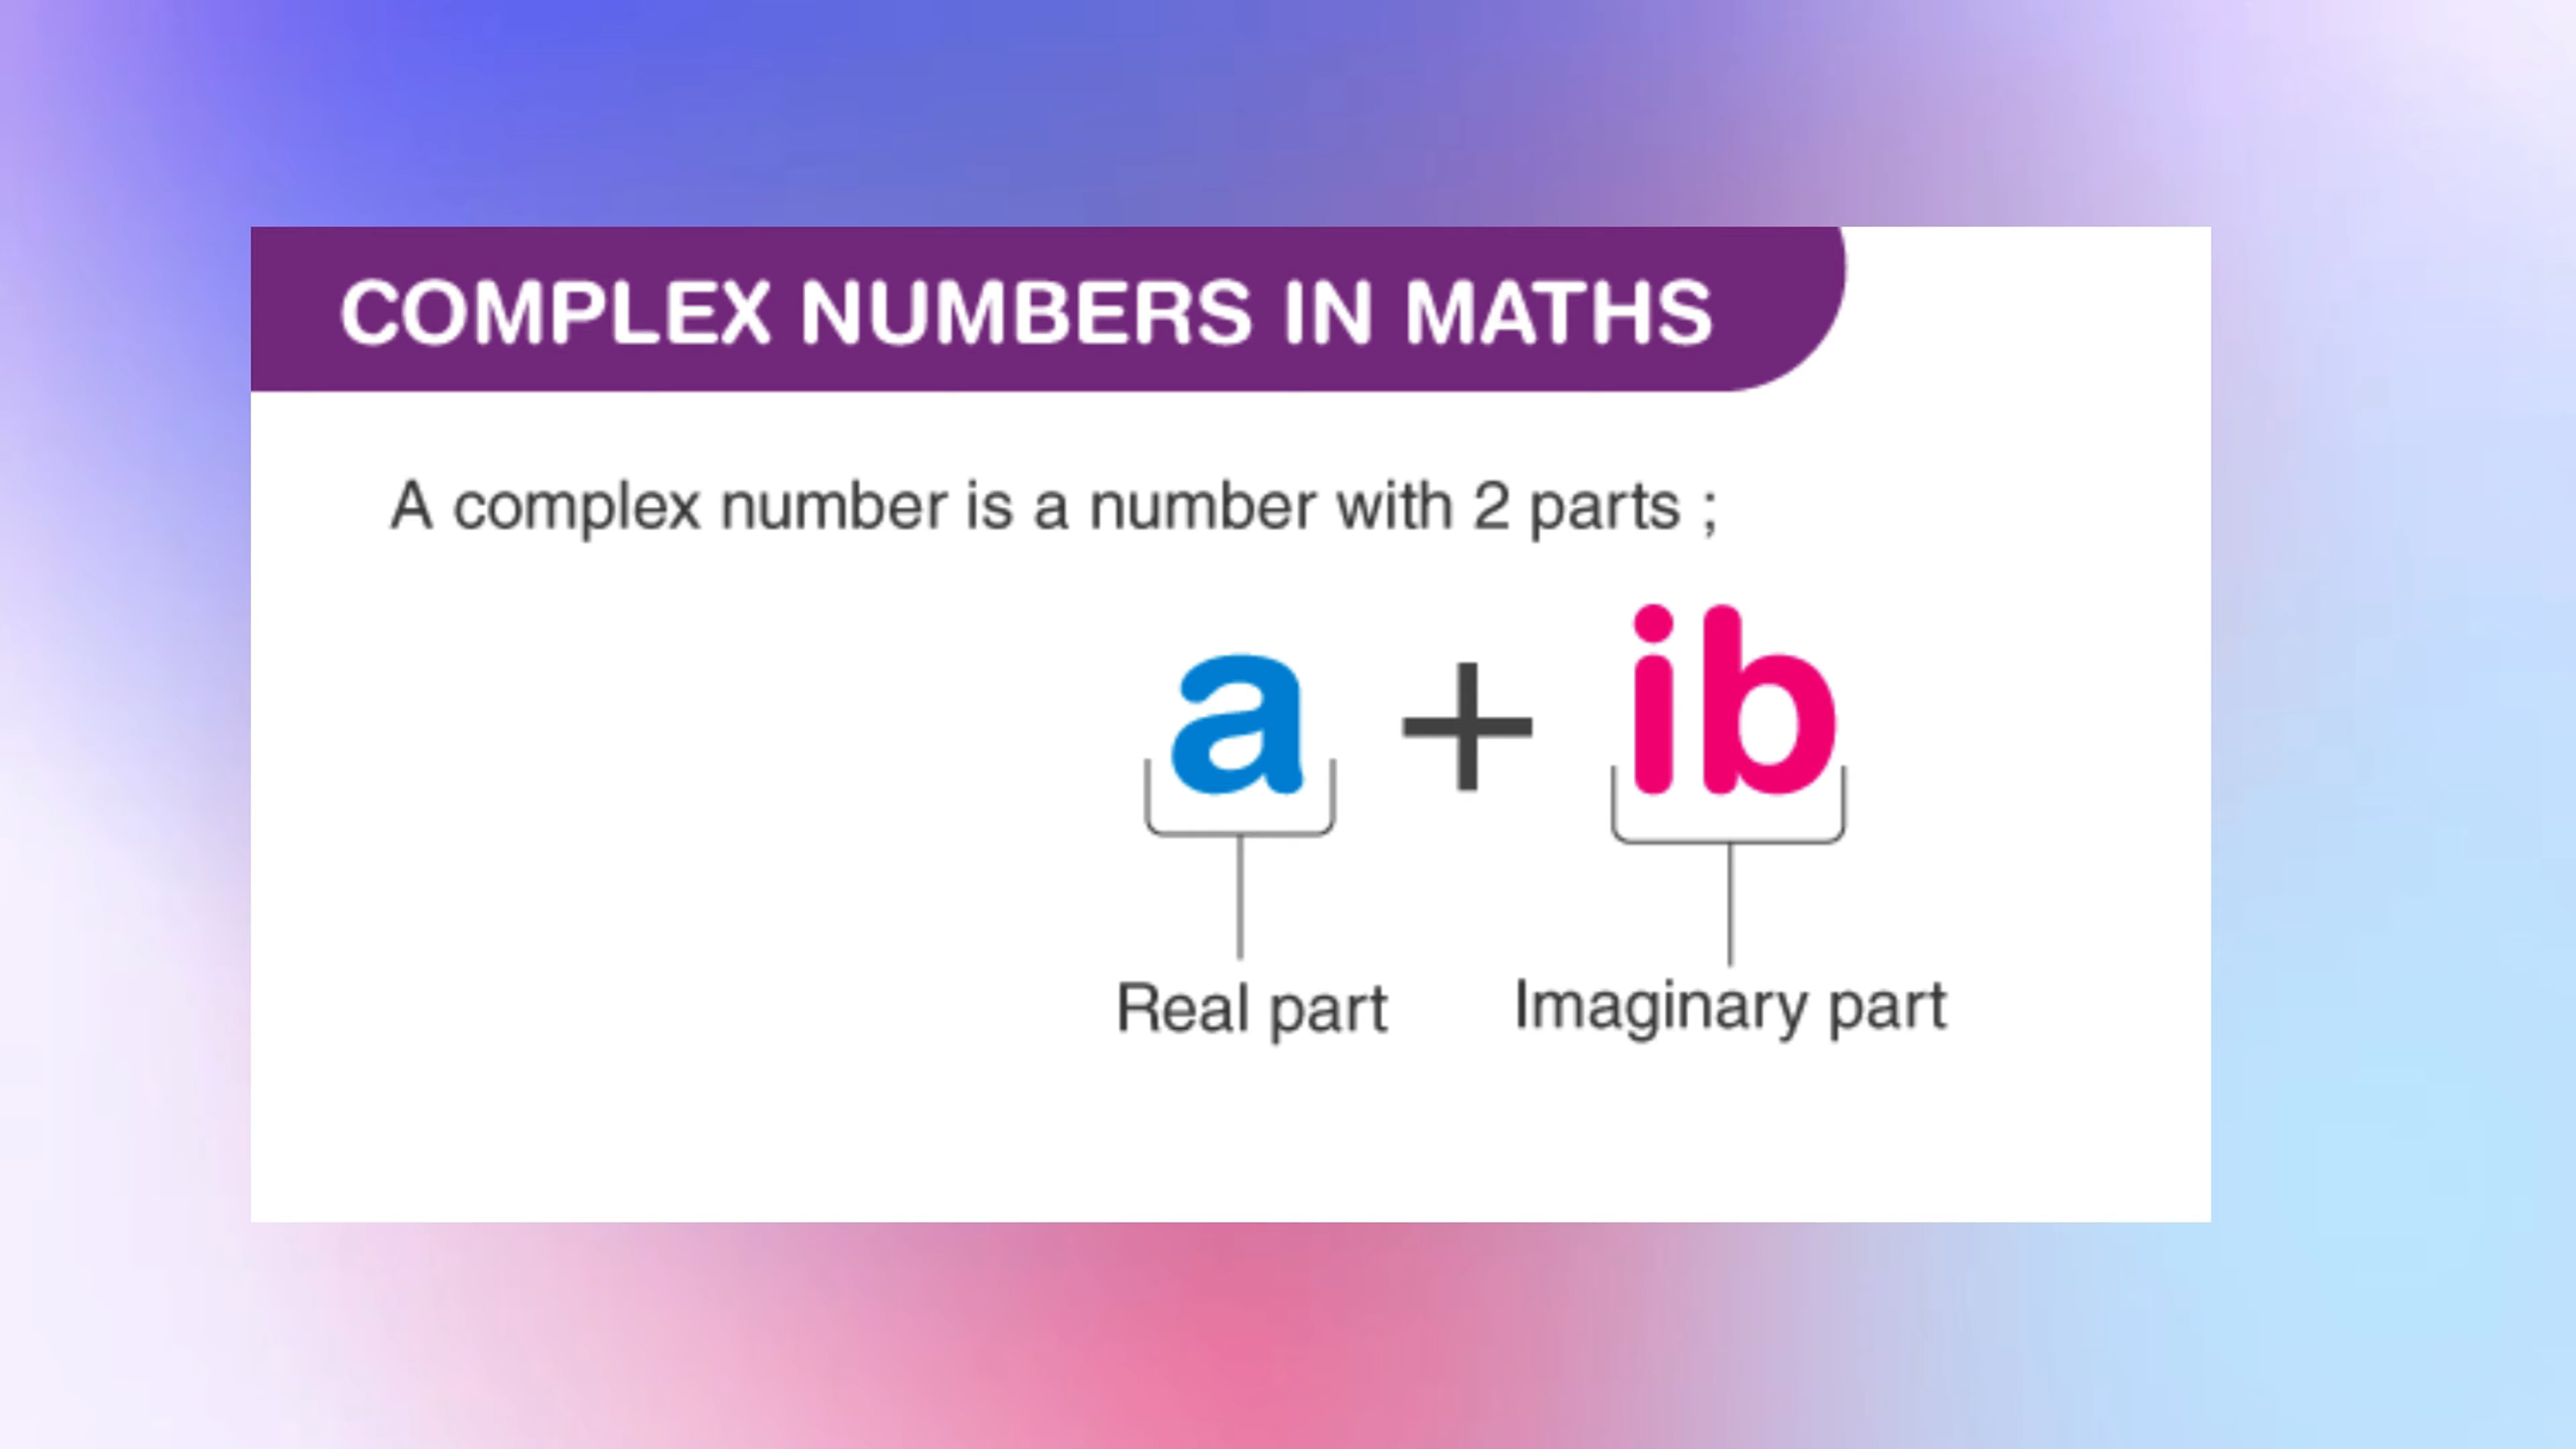 COMPLEX NUMBERS IN MATHS
A complex number is a number with 2 parts ;
a + ib
Real part Imaginary part